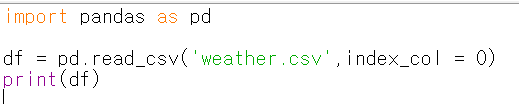 import pandas as pd
df = pd.read_csv('weather.csv',index_col = 0)
print(df)